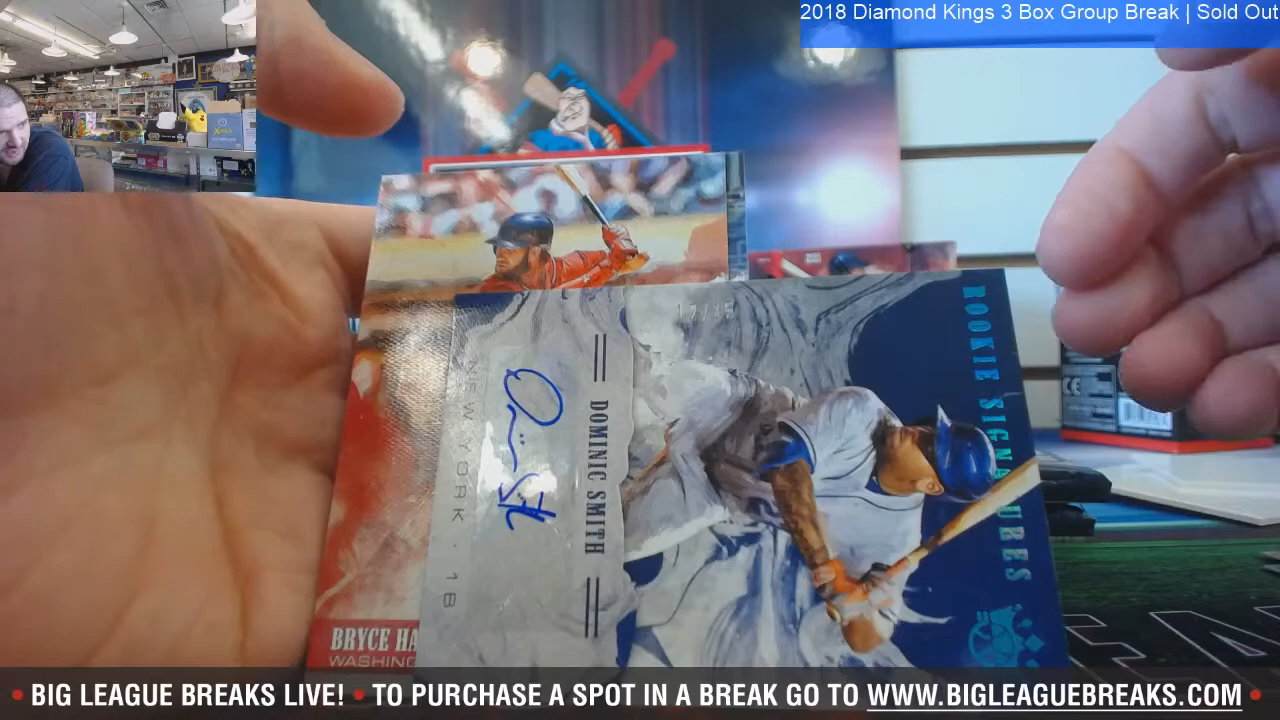 2018 Diamond Kings 3 Box Group Break | Sold Out
ROOKIE SIGNATURES
DOMINIC SMITH
NEW YORK · 1B
BRYCE HA
WASHING
• BIG LEAGUE BREAKS LIVE! • TO PURCHASE A SPOT IN A BREAK GO TO WWW.BIGLEAGUEBREAKS.COM •